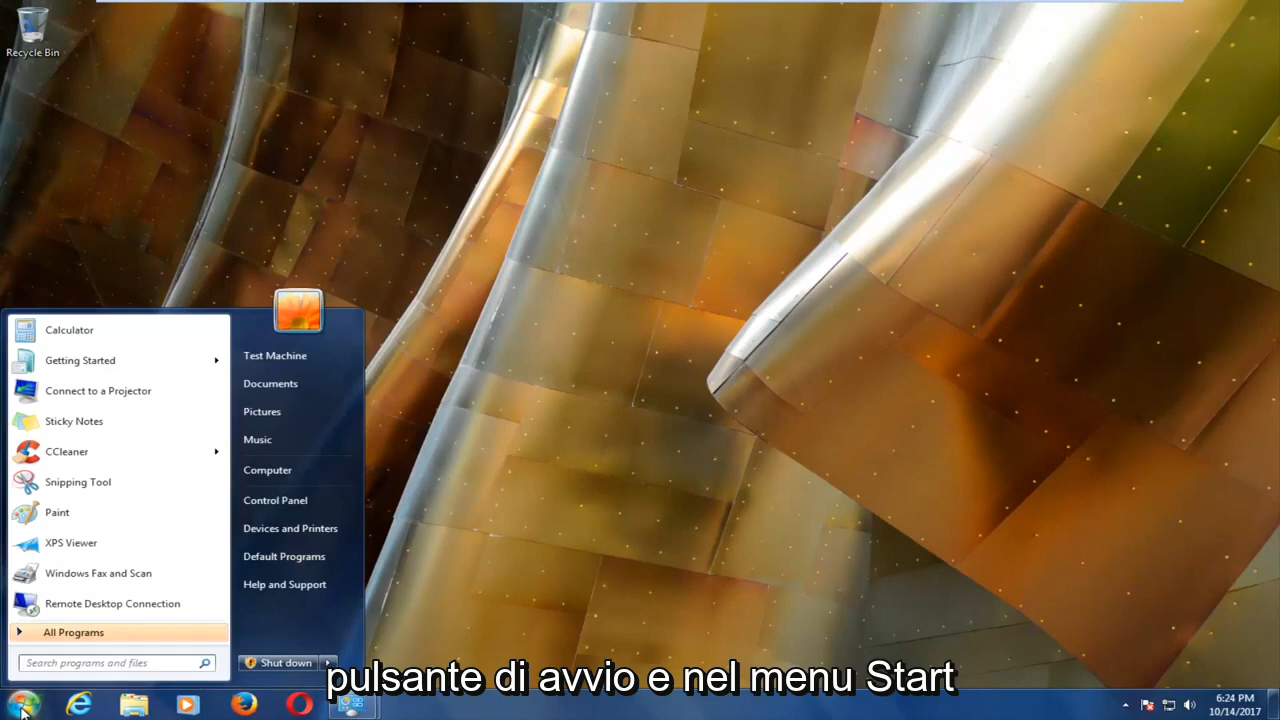 Recycle Bin
Calculator
Getting Started
Connect to a Projector
Sticky Notes
CCleaner
Snipping Tool
Paint
XPS Viewer
Windows Fax and Scan
Remote Desktop Connection
All Programs
Search programs and files
Test Machine
Documents
Pictures
Music
Computer
Control Panel
Devices and Printers
Default Programs
Help and Support
Shut down
pulsante di avvio e nel menu Start
6:24 PM
10/14/2017